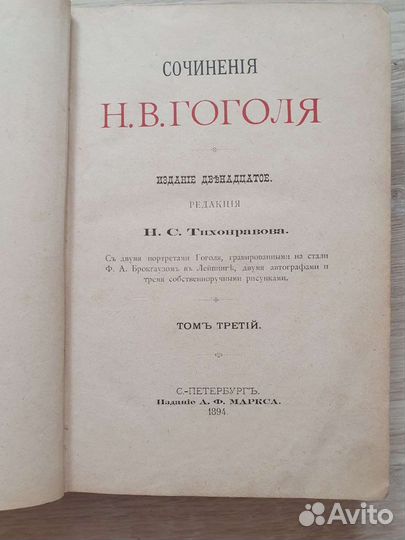 СОЧИНЕНІЯ
Н. В. ГОГОЛЯ
ИЗДАНІЕ ДВѢНАДЦАТОЕ.
РЕДАКЦІЯ
Н. С. Тихонравова.
Съ двумя портретами Гоголя, гравированными на стали
Ф. А. Брокгаузомъ въ Лейпцигѣ, двумя автографами и
тремя собственноручными рисунками.
ТОМЪ ТРЕТІЙ.
С.-ПЕТЕРБУРГЪ.
Изданіе А. Ф. МАРКСА.
1894.
Avito